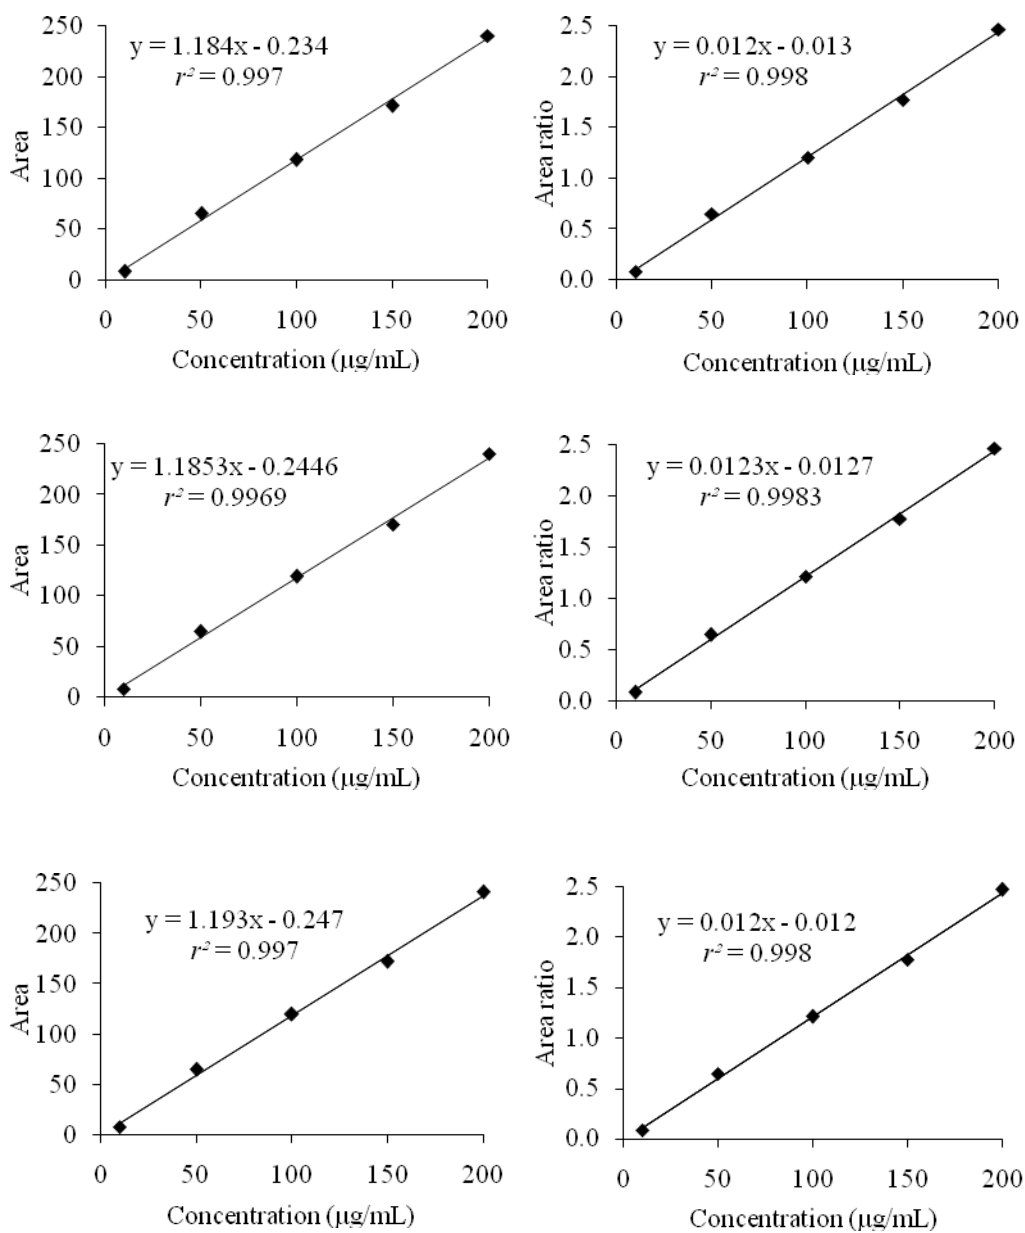 y = 1.184x - 0.234
r² = 0.997
250
200
150
100
50
0
Area
0 50 100 150 200
Concentration (µg/mL)
y = 0.012x - 0.013
r² = 0.998
2.5
2.0
1.5
1.0
0.5
0.0
Area ratio
0 50 100 150 200
Concentration (µg/mL)
y = 1.1853x - 0.2446
r² = 0.9969
250
200
150
100
50
0
Area
0 50 100 150 200
Concentration (µg/mL)
y = 0.0123x - 0.0127
r² = 0.9983
2.5
2.0
1.5
1.0
0.5
0.0
Area ratio
0 50 100 150 200
Concentration (µg/mL)
y = 1.193x - 0.247
r² = 0.997
250
200
150
100
50
0
Area
0 50 100 150 200
Concentration (µg/mL)
y = 0.012x - 0.012
r² = 0.998
2.5
2.0
1.5
1.0
0.5
0.0
Area ratio
0 50 100 150 200
Concentration (µg/mL)